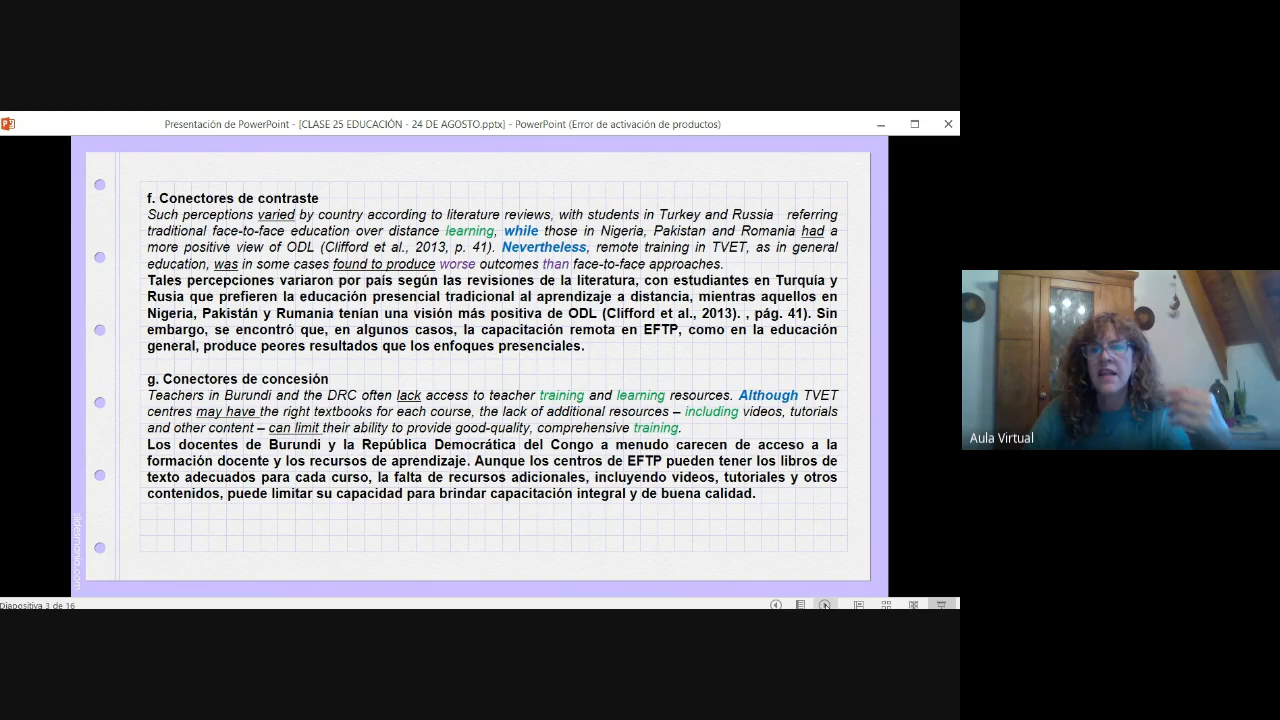 Presentación de PowerPoint - [CLASE 25 EDUCACIÓN - 24 DE AGOSTO.pptx] - PowerPoint (Error de activación de productos)
f. Conectores de contraste
Such perceptions varied by country according to literature reviews, with students in Turkey and Russia referring
traditional face-to-face education over distance learning, while those in Nigeria, Pakistan and Romania had a
more positive view of ODL (Clifford et al., 2013, p. 41). Nevertheless, remote training in TVET, as in general
education, was in some cases found to produce worse outcomes than face-to-face approaches.
Tales percepciones variaron por país según las revisiones de la literatura, con estudiantes en Turquía y
Rusia que prefieren la educación presencial tradicional al aprendizaje a distancia, mientras aquellos en
Nigeria, Pakistán y Rumania tenían una visión más positiva de ODL (Clifford et al., 2013). , pág. 41). Sin
embargo, se encontró que, en algunos casos, la capacitación remota en EFTP, como en la educación
general, produce peores resultados que los enfoques presenciales.
g. Conectores de concesión
Teachers in Burundi and the DRC often lack access to teacher training and learning resources. Although TVET
centres may have the right textbooks for each course, the lack of additional resources – including videos, tutorials
and other content – can limit their ability to provide good-quality, comprehensive training.
Los docentes de Burundi y la República Democrática del Congo a menudo carecen de acceso a la
formación docente y los recursos de aprendizaje. Aunque los centros de EFTP pueden tener los libros de
texto adecuados para cada curso, la falta de recursos adicionales, incluyendo videos, tutoriales y otros
contenidos, puede limitar su capacidad para brindar capacitación integral y de buena calidad.
slidesmania.com
Diapositiva 3 de 16
Aula Virtual